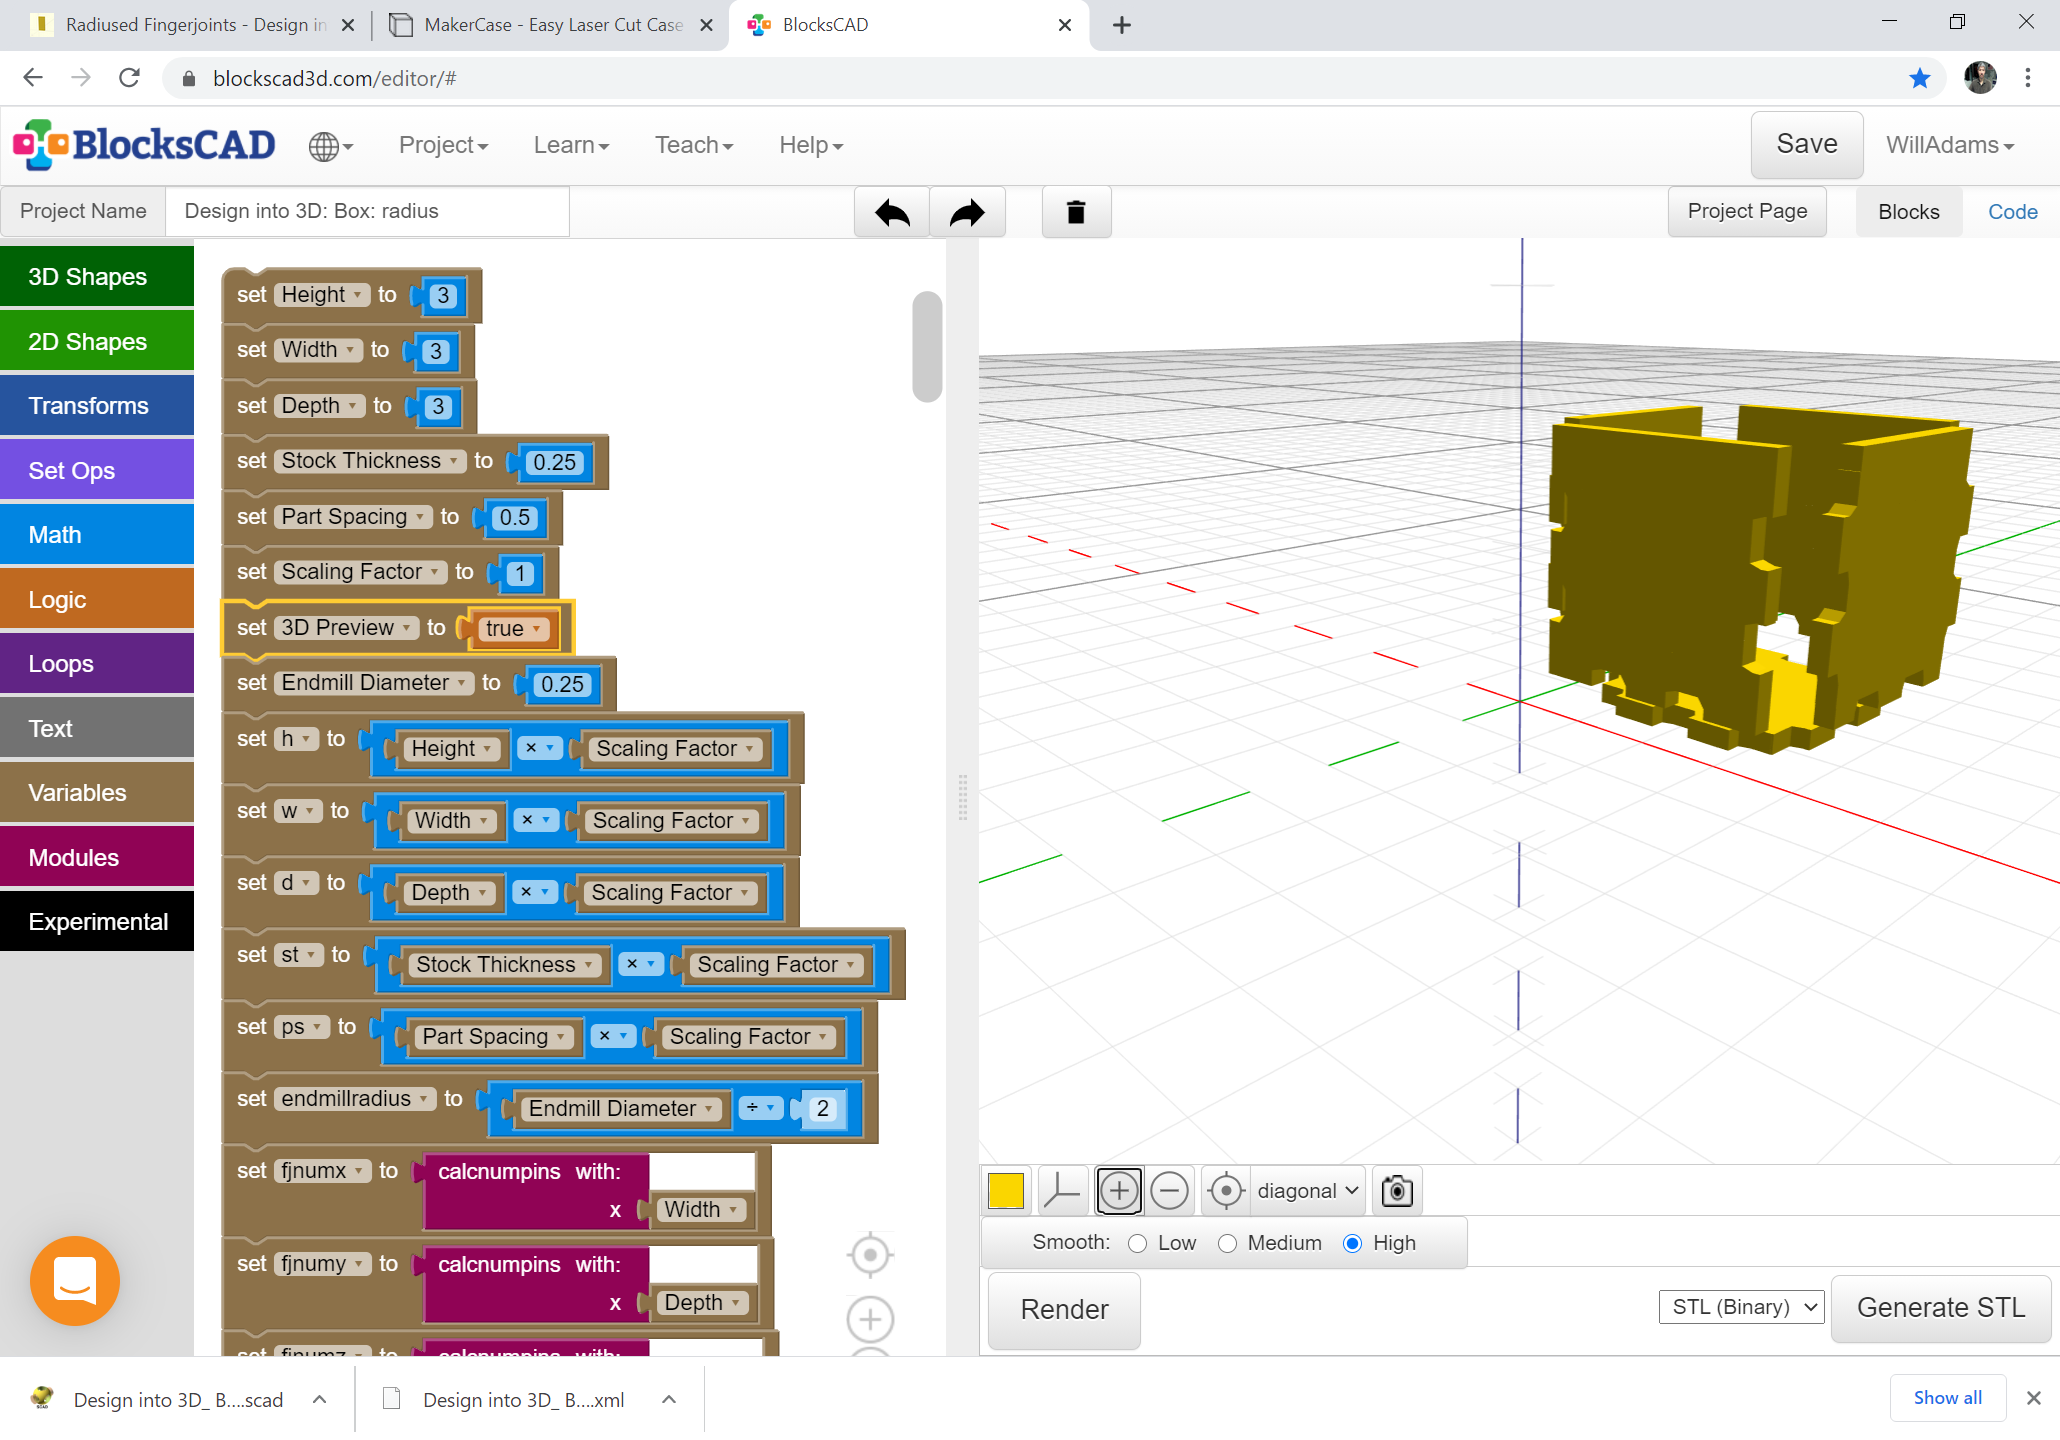 Radiused Fingerjoints - Design in
MakerCase - Easy Laser Cut Case
BlocksCAD
blockscad3d.com/editor/#
BlocksCAD
Project
Learn
Teach
Help
Save
WillAdams
Project Name
Design into 3D: Box: radius
Project Page
Blocks
Code
3D Shapes
2D Shapes
Transforms
Set Ops
Math
Logic
Loops
Text
Variables
Modules
Experimental
set Height to 3
set Width to 3
set Depth to 3
set Stock Thickness to 0.25
set Part Spacing to 0.5
set Scaling Factor to 1
set 3D Preview to true
set Endmill Diameter to 0.25
set h to Height × Scaling Factor
set w to Width × Scaling Factor
set d to Depth × Scaling Factor
set st to Stock Thickness × Scaling Factor
set ps to Part Spacing × Scaling Factor
set endmillradius to Endmill Diameter ÷ 2
set fjnumx to calcnumpins with:
x Width
set fjnumy to calcnumpins with:
x Depth
set fjnumz to calcnumpins with:
diagonal
Smooth: Low Medium High
Render
STL (Binary)
Generate STL
SCAD
Design into 3D_ B....scad
Design into 3D_ B....xml
Show all